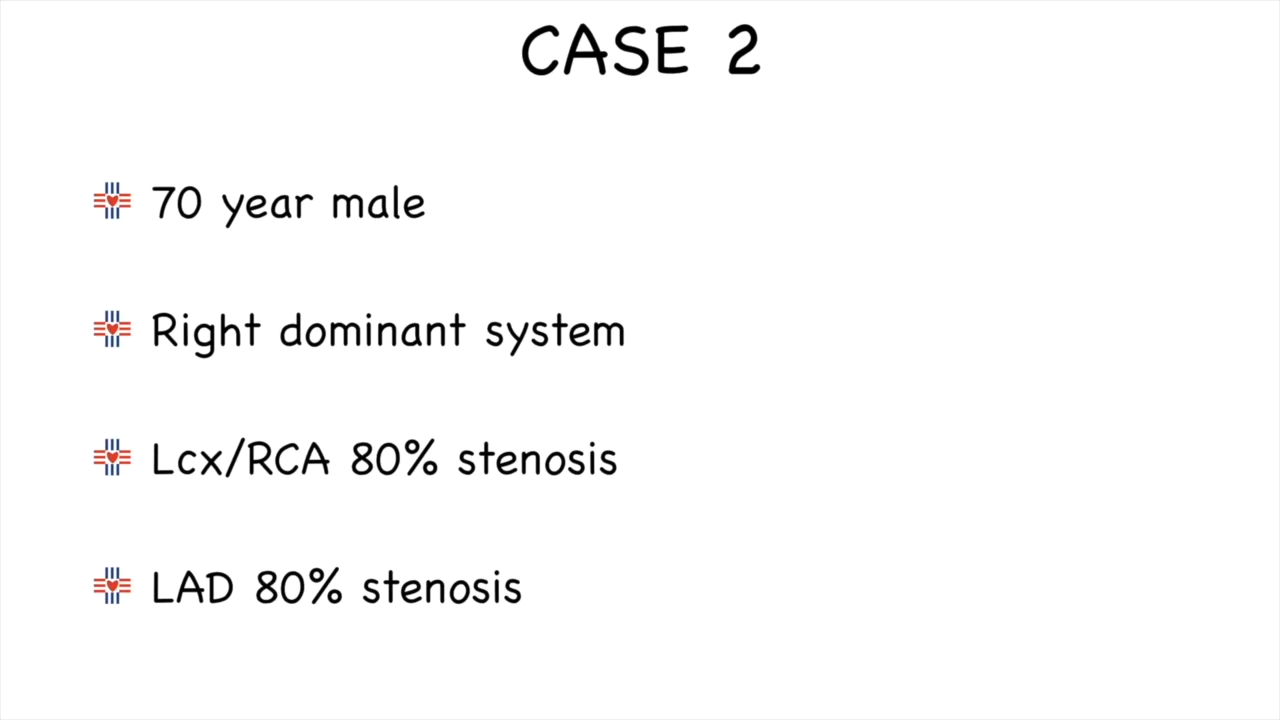 CASE 2
70 year male
Right dominant system
Lcx/RCA 80% stenosis
LAD 80% stenosis